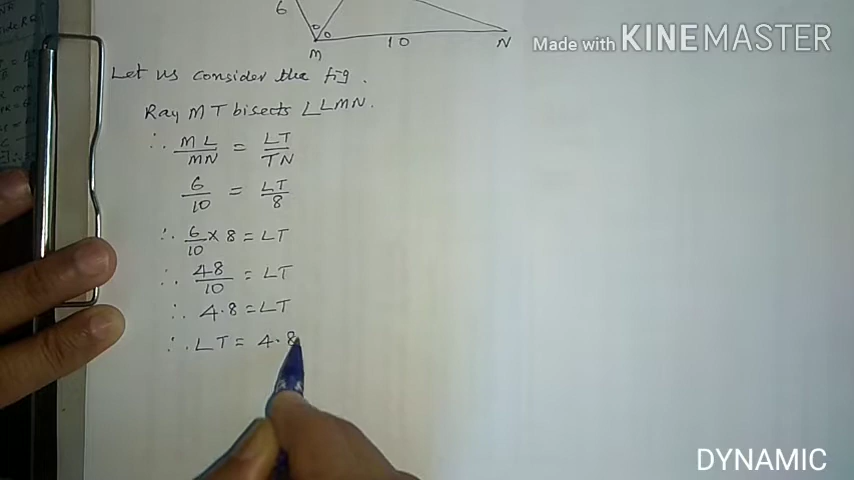 6
M
10
N
Made with KINEMASTER
Let us consider the fig.
Ray MT bisects ∠LMN.
∴ ML/MN = LT/TN
6/10 = LT/8
∴ 6/10 × 8 = LT
∴ 48/10 = LT
∴ 4.8 = LT
∴ LT = 4.8
DYNAMIC